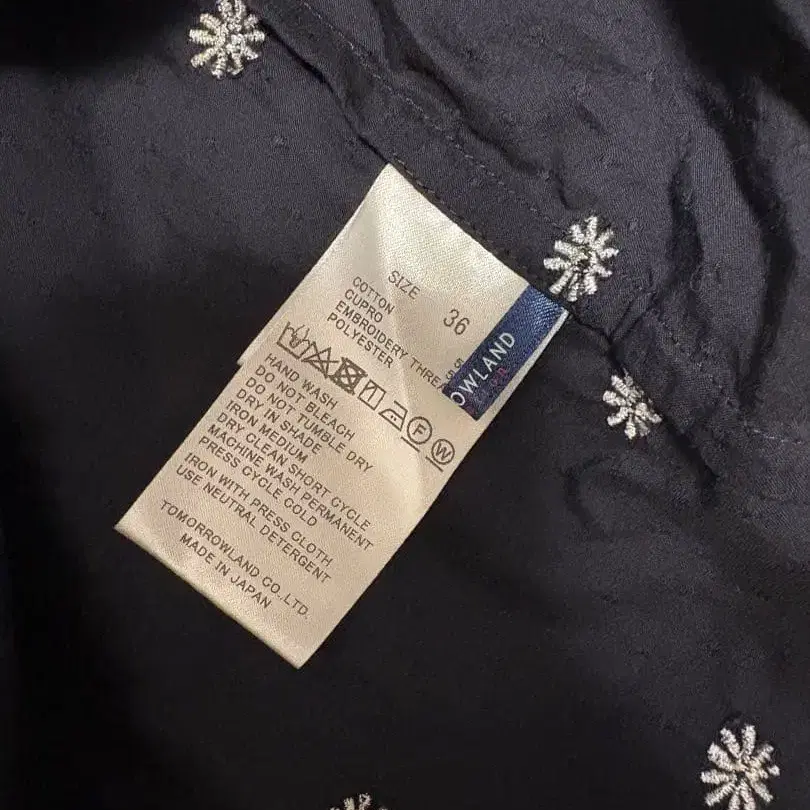 SIZE 36
COTTON
CUPRO
EMBROIDERY
POLYESTER
OWLAND
F W
HAND WASH
DO NOT BLEACH
DO NOT TUMBLE DRY
DRY IN SHADE
IRON MEDIUM
DRY CLEAN SHORT CYCLE
MACHINE WASH PERMANENT
PRESS CYCLE COLD
IRON WITH PRESS CLOTH
USE NEUTRAL DETERGENT
TOMORROWLAND CO.,LTD.
MADE IN JAPAN